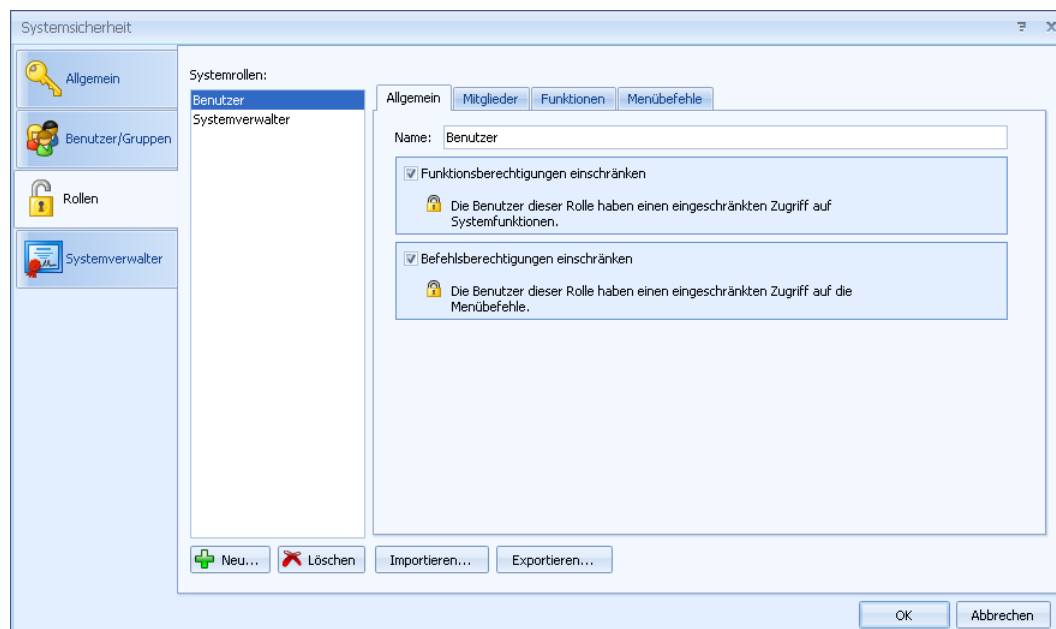 Systemsicherheit
Allgemein
Benutzer/Gruppen
Rollen
Systemverwalter
Systemrollen:
Benutzer
Systemverwalter
Allgemein Mitglieder Funktionen Menübefehle
Name: Benutzer
Funktionsberechtigungen einschränken
Die Benutzer dieser Rolle haben einen eingeschränkten Zugriff auf
Systemfunktionen.
Befehlsberechtigungen einschränken
Die Benutzer dieser Rolle haben einen eingeschränkten Zugriff auf die
Menübefehle.
Neu... Löschen Importieren... Exportieren...
OK Abbrechen